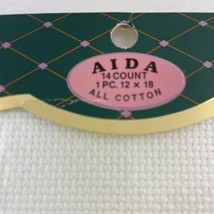 AIDA
14 COUNT
1 PC. 12 × 18
ALL COTTON